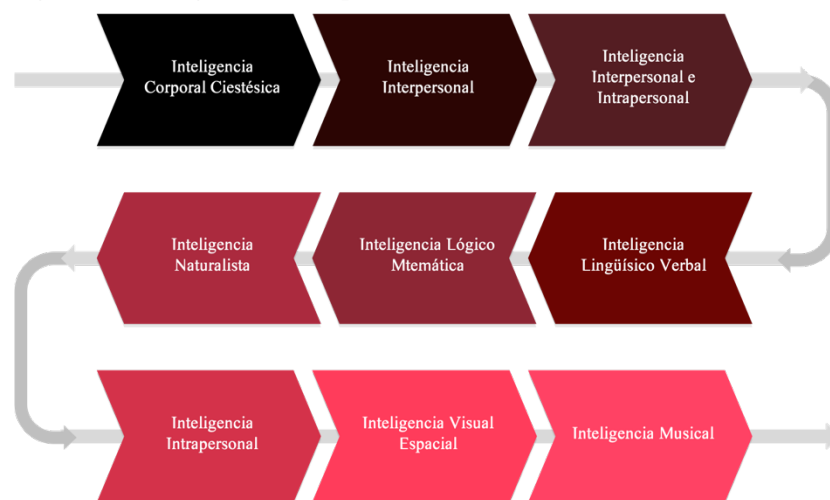 Inteligencia
Corporal Ciestésica
Inteligencia
Interpersonal
Inteligencia
Interpersonal e
Intrapersonal
Inteligencia
Lingüísico Verbal
Inteligencia Lógico
Mtemática
Inteligencia
Naturalista
Inteligencia
Intrapersonal
Inteligencia Visual
Espacial
Inteligencia Musical